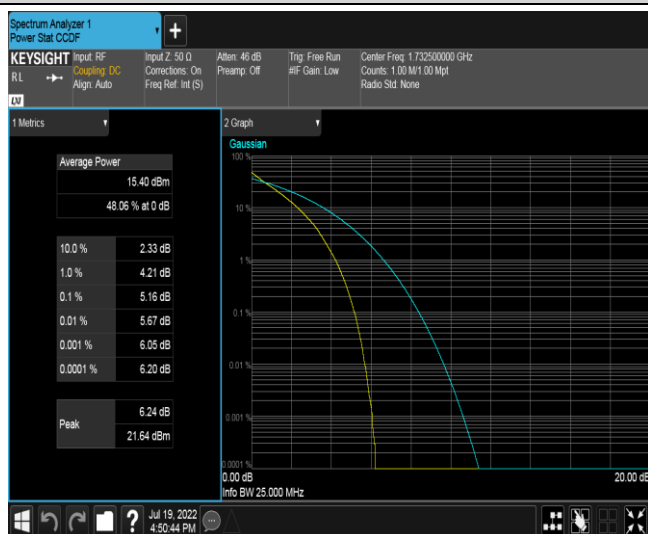 Spectrum Analyzer 1
Power Stat CCDF
+
KEYSIGHT
RL
LXI
Input: RF
Coupling: DC
Align: Auto
Input Z: 50 Ω
Corrections: On
Freq Ref: Int (S)
Atten: 46 dB
Preamp: Off
Trig: Free Run
#IF Gain: Low
Center Freq: 1.732500000 GHz
Counts: 1.00 M/1.00 Mpt
Radio Std: None
1 Metrics
Average Power
15.40 dBm
48.06 % at 0 dB
10.0 % 2.33 dB
1.0 % 4.21 dB
0.1 % 5.16 dB
0.01 % 5.67 dB
0.001 % 6.05 dB
0.0001 % 6.20 dB
Peak
6.24 dB
21.64 dBm
2 Graph
Gaussian
100 %
10 %
1 %
0.1 %
0.01 %
0.001 %
0.0001 %
0.00 dB 20.00 dB
Info BW 25.000 MHz
?
Jul 19, 2022
4:50:44 PM